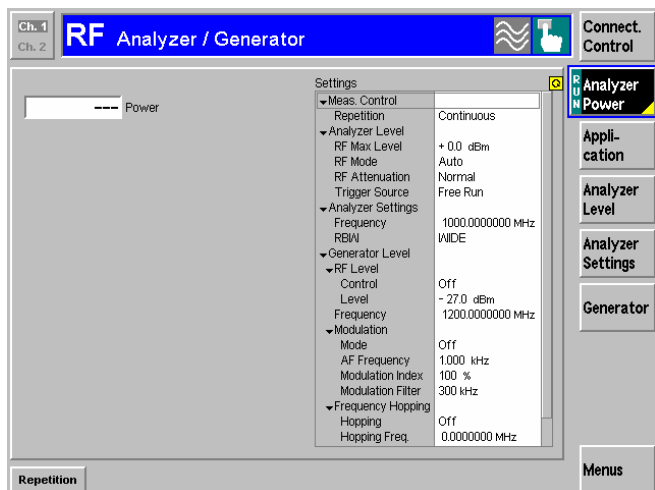 Ch. 1
Ch. 2
RF Analyzer / Generator
Connect.
Control
--- Power
Settings
Meas. Control
Repetition Continuous
Analyzer Level
RF Max Level + 0.0 dBm
RF Mode Auto
RF Attenuation Normal
Trigger Source Free Run
Analyzer Settings
Frequency 1000.0000000 MHz
RBW WIDE
Generator Level
RF Level
Control Off
Level - 27.0 dBm
Frequency 1200.0000000 MHz
Modulation
Mode Off
AF Frequency 1.000 kHz
Modulation Index 100 %
Modulation Filter 300 kHz
Frequency Hopping
Hopping Off
Hopping Freq. 0.0000000 MHz
RUN
Analyzer
Power
Appli-
cation
Analyzer
Level
Analyzer
Settings
Generator
Repetition
Menus